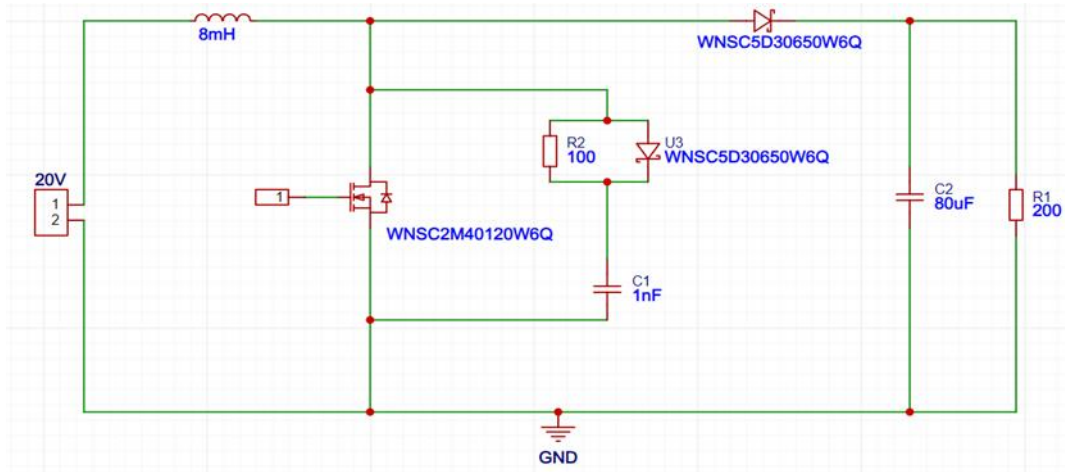 8mH
WNSC5D30650W6Q
R2
100
U3
WNSC5D30650W6Q
20V
1
2
1
WNSC2M40120W6Q
C2
80uF
R1
200
C1
1nF
GND